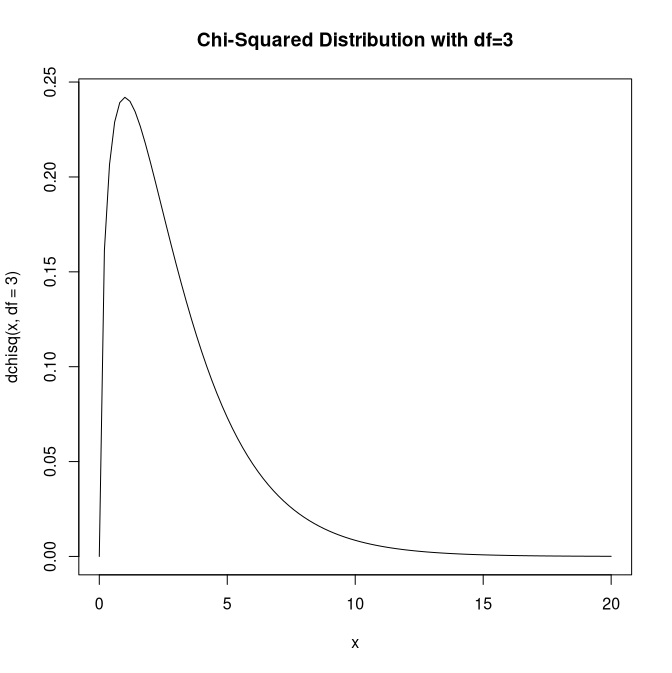 Chi-Squared Distribution with df=3
dchisq(x, df = 3)
0.25
0.20
0.15
0.10
0.05
0.00
0 5 10 15 20
x